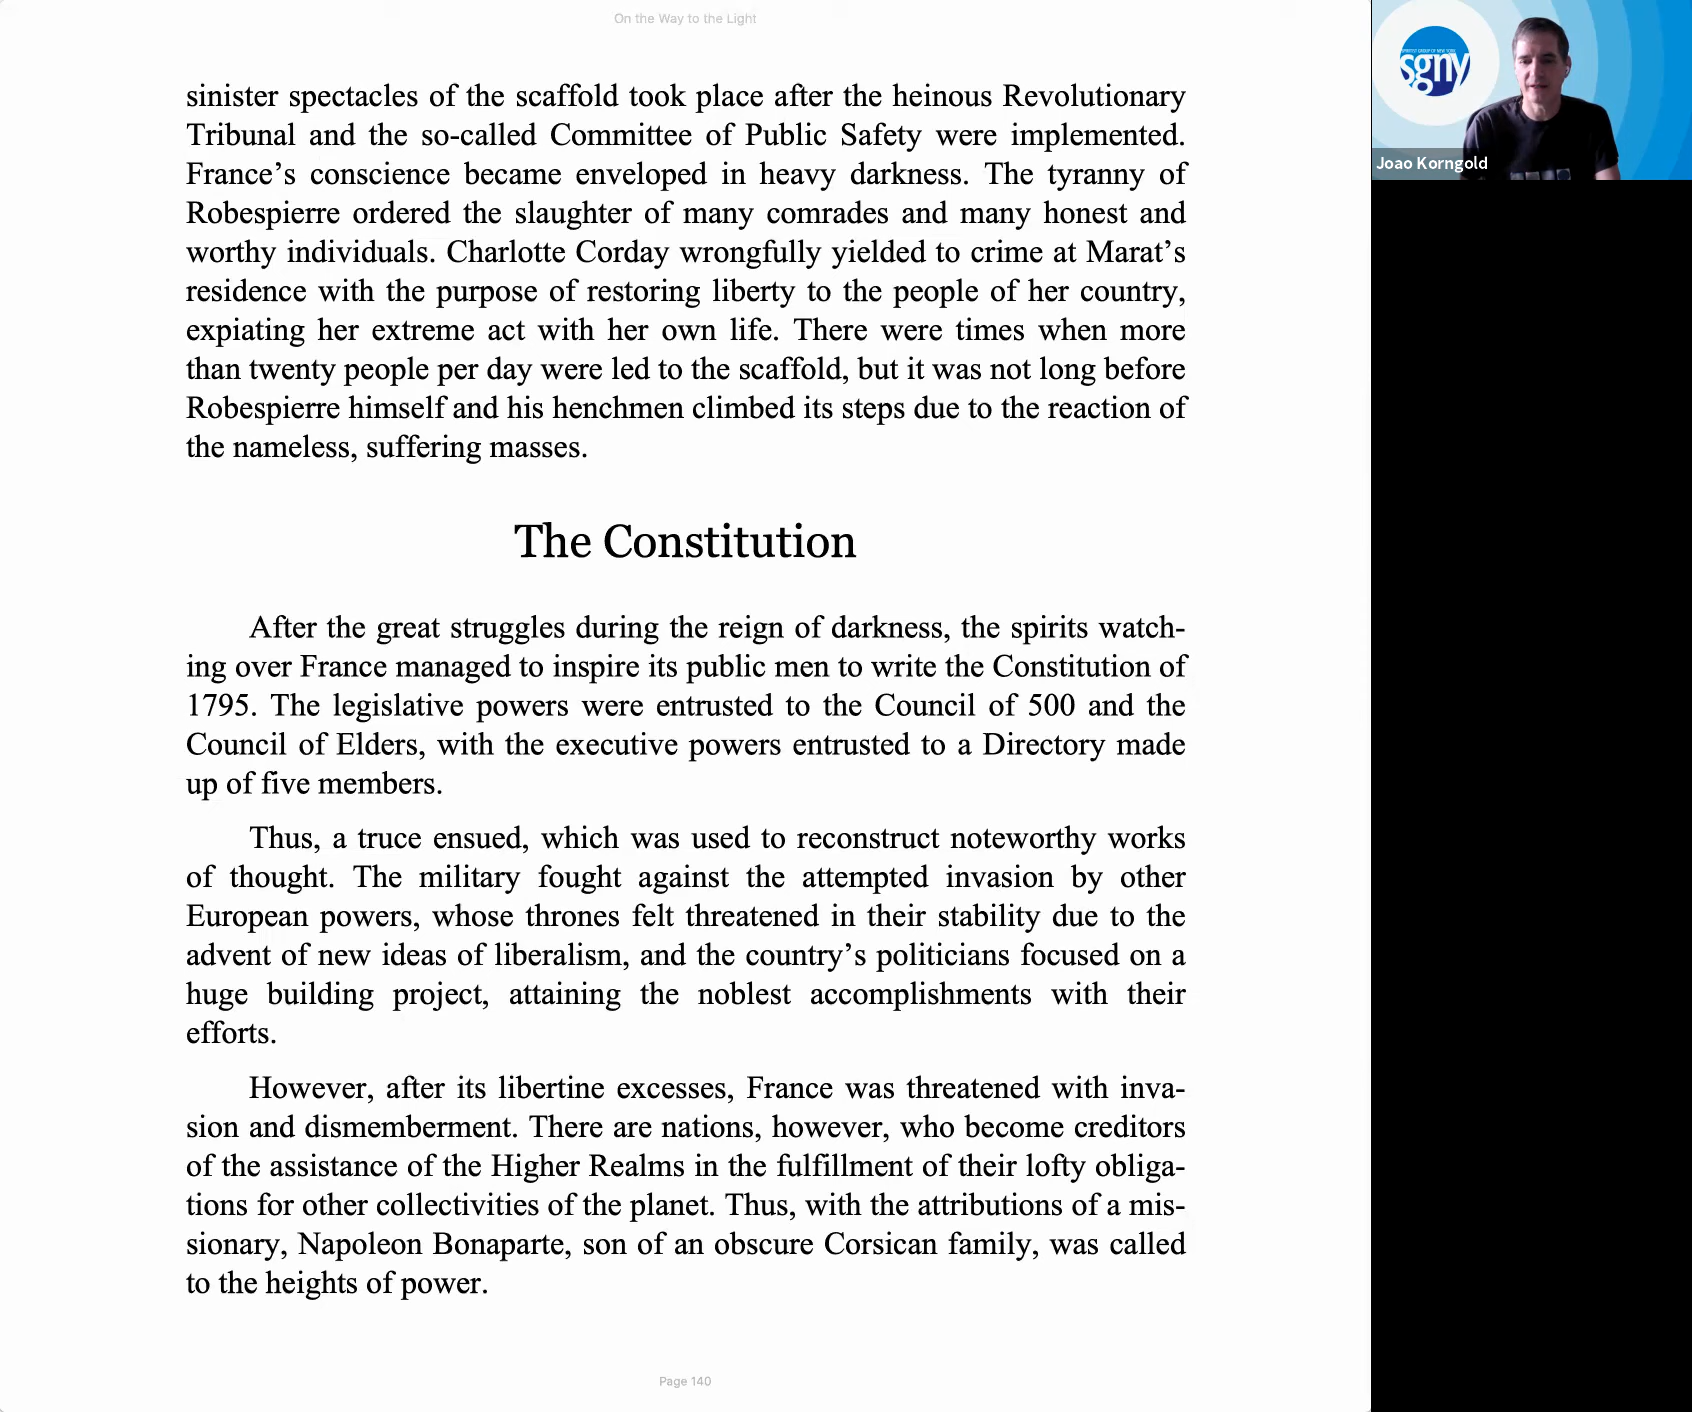 On the Way to the Light
sinister spectacles of the scaffold took place after the heinous Revolutionary
Tribunal and the so-called Committee of Public Safety were implemented.
France’s conscience became enveloped in heavy darkness. The tyranny of
Robespierre ordered the slaughter of many comrades and many honest and
worthy individuals. Charlotte Corday wrongfully yielded to crime at Marat’s
residence with the purpose of restoring liberty to the people of her country,
expiating her extreme act with her own life. There were times when more
than twenty people per day were led to the scaffold, but it was not long before
Robespierre himself and his henchmen climbed its steps due to the reaction of
the nameless, suffering masses.
The Constitution
After the great struggles during the reign of darkness, the spirits watch-
ing over France managed to inspire its public men to write the Constitution of
1795. The legislative powers were entrusted to the Council of 500 and the
Council of Elders, with the executive powers entrusted to a Directory made
up of five members.
Thus, a truce ensued, which was used to reconstruct noteworthy works
of thought. The military fought against the attempted invasion by other
European powers, whose thrones felt threatened in their stability due to the
advent of new ideas of liberalism, and the country’s politicians focused on a
huge building project, attaining the noblest accomplishments with their
efforts.
However, after its libertine excesses, France was threatened with inva-
sion and dismemberment. There are nations, however, who become creditors
of the assistance of the Higher Realms in the fulfillment of their lofty obliga-
tions for other collectivities of the planet. Thus, with the attributions of a mis-
sionary, Napoleon Bonaparte, son of an obscure Corsican family, was called
to the heights of power.
Page 140
sgny
Joao Korngold